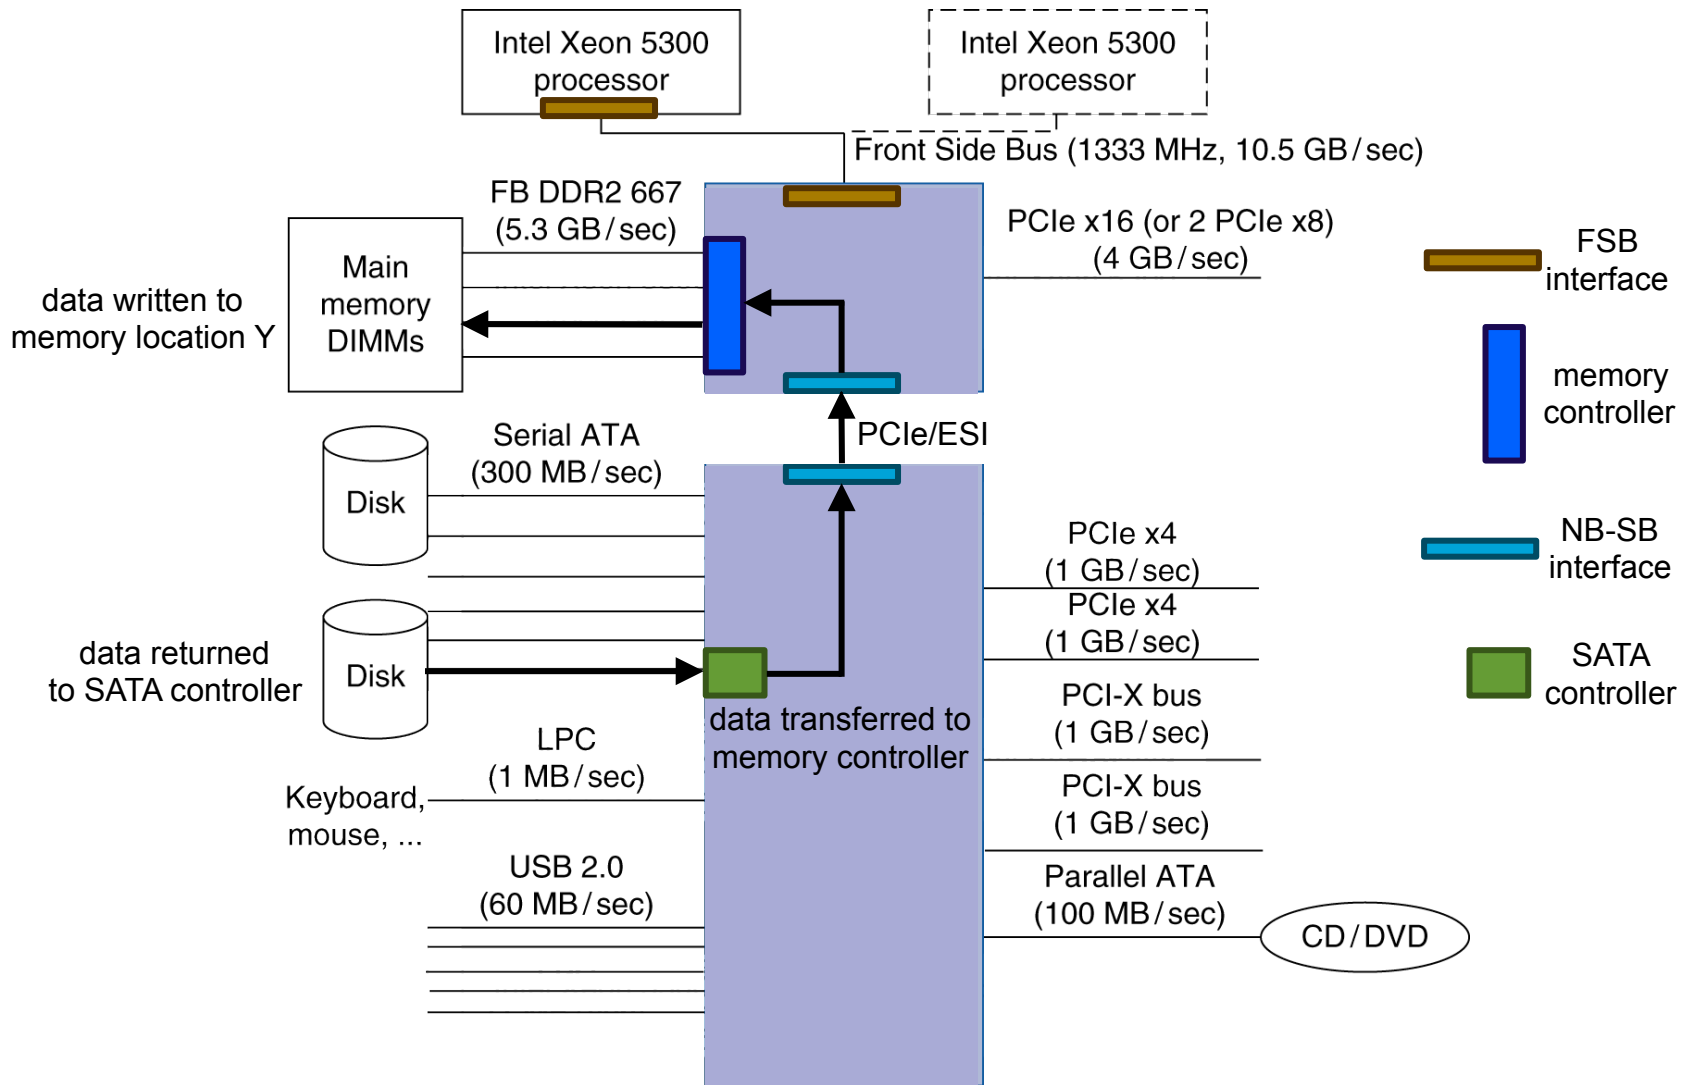 Intel Xeon 5300
processor
Intel Xeon 5300
processor
Front Side Bus (1333 MHz, 10.5 GB/sec)
FB DDR2 667
(5.3 GB/sec)
Main
memory
DIMMs
data written to
memory location Y
PCIe x16 (or 2 PCIe x8)
(4 GB/sec)
FSB
interface
memory
controller
NB-SB
interface
SATA
controller
PCIe/ESI
Serial ATA
(300 MB/sec)
Disk
Disk
data returned
to SATA controller
data transferred to
memory controller
LPC
(1 MB/sec)
Keyboard,
mouse, ...
USB 2.0
(60 MB/sec)
PCIe x4
(1 GB/sec)
PCIe x4
(1 GB/sec)
PCI-X bus
(1 GB/sec)
PCI-X bus
(1 GB/sec)
Parallel ATA
(100 MB/sec)
CD/DVD